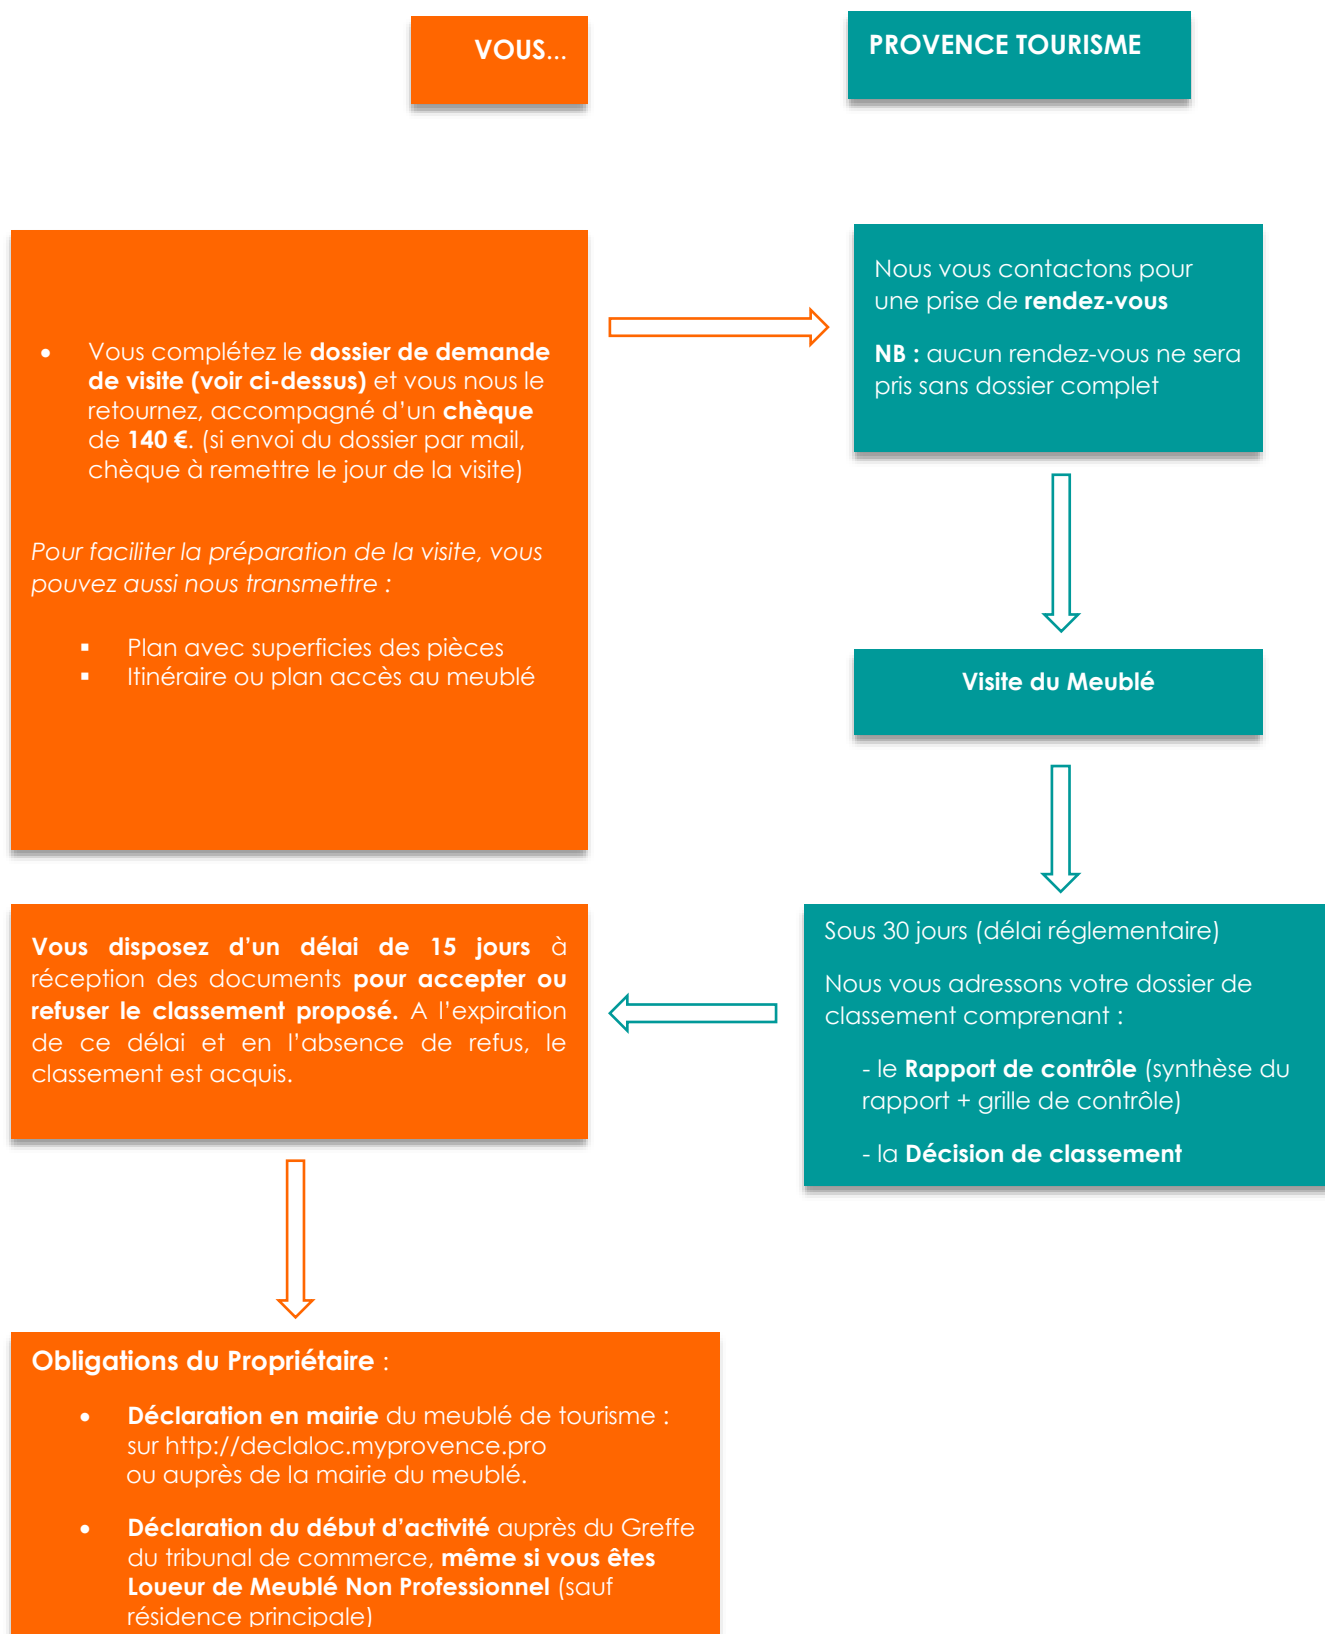 VOUS...
PROVENCE TOURISME
• Vous complétez le dossier de demande
de visite (voir ci-dessus) et vous nous le
retournez, accompagné d'un chèque
de 140 €. (si envoi du dossier par mail,
chèque à remettre le jour de la visite)
Pour faciliter la préparation de la visite, vous
pouvez aussi nous transmettre :
▪ Plan avec superficies des pièces
▪ Itinéraire ou plan accès au meublé
Nous vous contactons pour
une prise de rendez-vous
NB : aucun rendez-vous ne sera
pris sans dossier complet
Visite du Meublé
Sous 30 jours (délai réglementaire)
Nous vous adressons votre dossier de
classement comprenant :
- le Rapport de contrôle (synthèse du
rapport + grille de contrôle)
- la Décision de classement
Vous disposez d'un délai de 15 jours à
réception des documents pour accepter ou
refuser le classement proposé. A l'expiration
de ce délai et en l'absence de refus, le
classement est acquis.
Obligations du Propriétaire :
• Déclaration en mairie du meublé de tourisme :
sur http://declaloc.myprovence.pro
ou auprès de la mairie du meublé.
• Déclaration du début d'activité auprès du Greffe
du tribunal de commerce, même si vous êtes
Loueur de Meublé Non Professionnel (sauf
résidence principale)